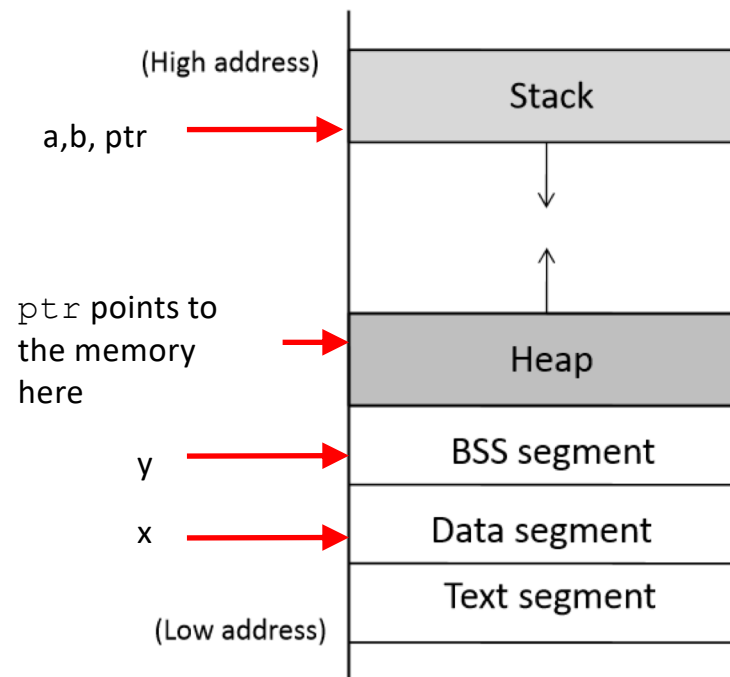 (High address)
Stack
a,b, ptr
ptr points to
the memory
here
Heap
y
BSS segment
x
Data segment
Text segment
(Low address)